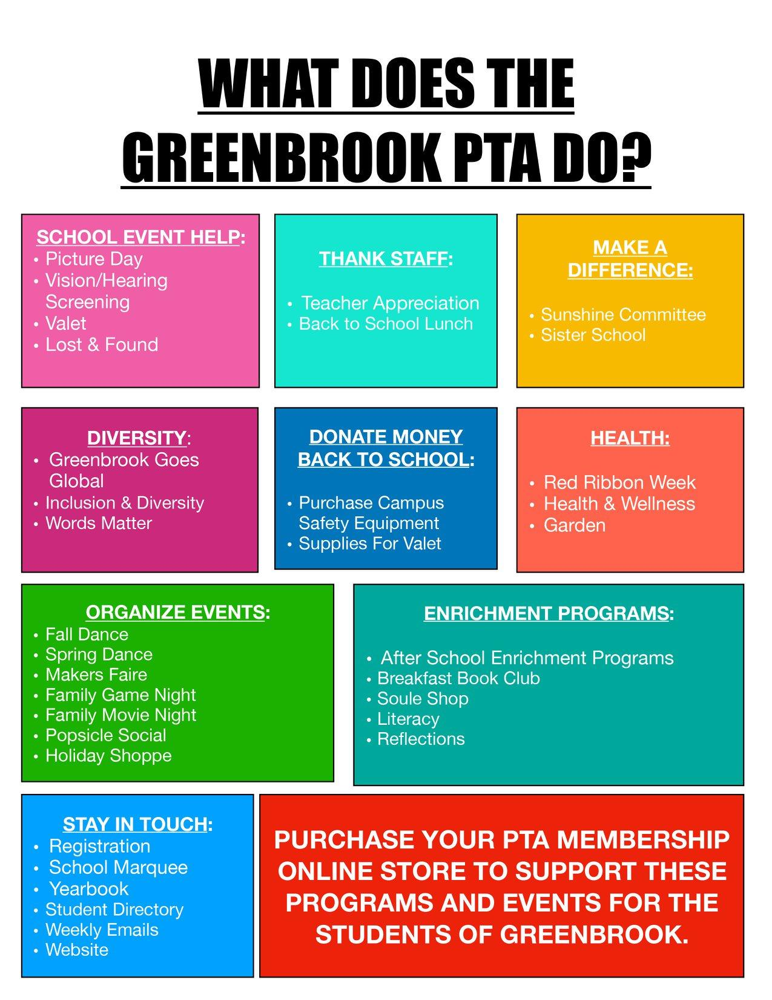 WHAT DOES THE
GREENBROOK PTA DO?
SCHOOL EVENT HELP:
• Picture Day
• Vision/Hearing
Screening
• Valet
• Lost & Found
THANK STAFF:
• Teacher Appreciation
• Back to School Lunch
MAKE A
DIFFERENCE:
• Sunshine Committee
• Sister School
DIVERSITY:
• Greenbrook Goes
Global
• Inclusion & Diversity
• Words Matter
DONATE MONEY
BACK TO SCHOOL:
• Purchase Campus
Safety Equipment
• Supplies For Valet
HEALTH:
• Red Ribbon Week
• Health & Wellness
• Garden
ORGANIZE EVENTS:
• Fall Dance
• Spring Dance
• Makers Faire
• Family Game Night
• Family Movie Night
• Popsicle Social
• Holiday Shoppe
ENRICHMENT PROGRAMS:
• After School Enrichment Programs
• Breakfast Book Club
• Soule Shop
• Literacy
• Reflections
STAY IN TOUCH:
• Registration
• School Marquee
• Yearbook
• Student Directory
• Weekly Emails
• Website
PURCHASE YOUR PTA MEMBERSHIP
ONLINE STORE TO SUPPORT THESE
PROGRAMS AND EVENTS FOR THE
STUDENTS OF GREENBROOK.